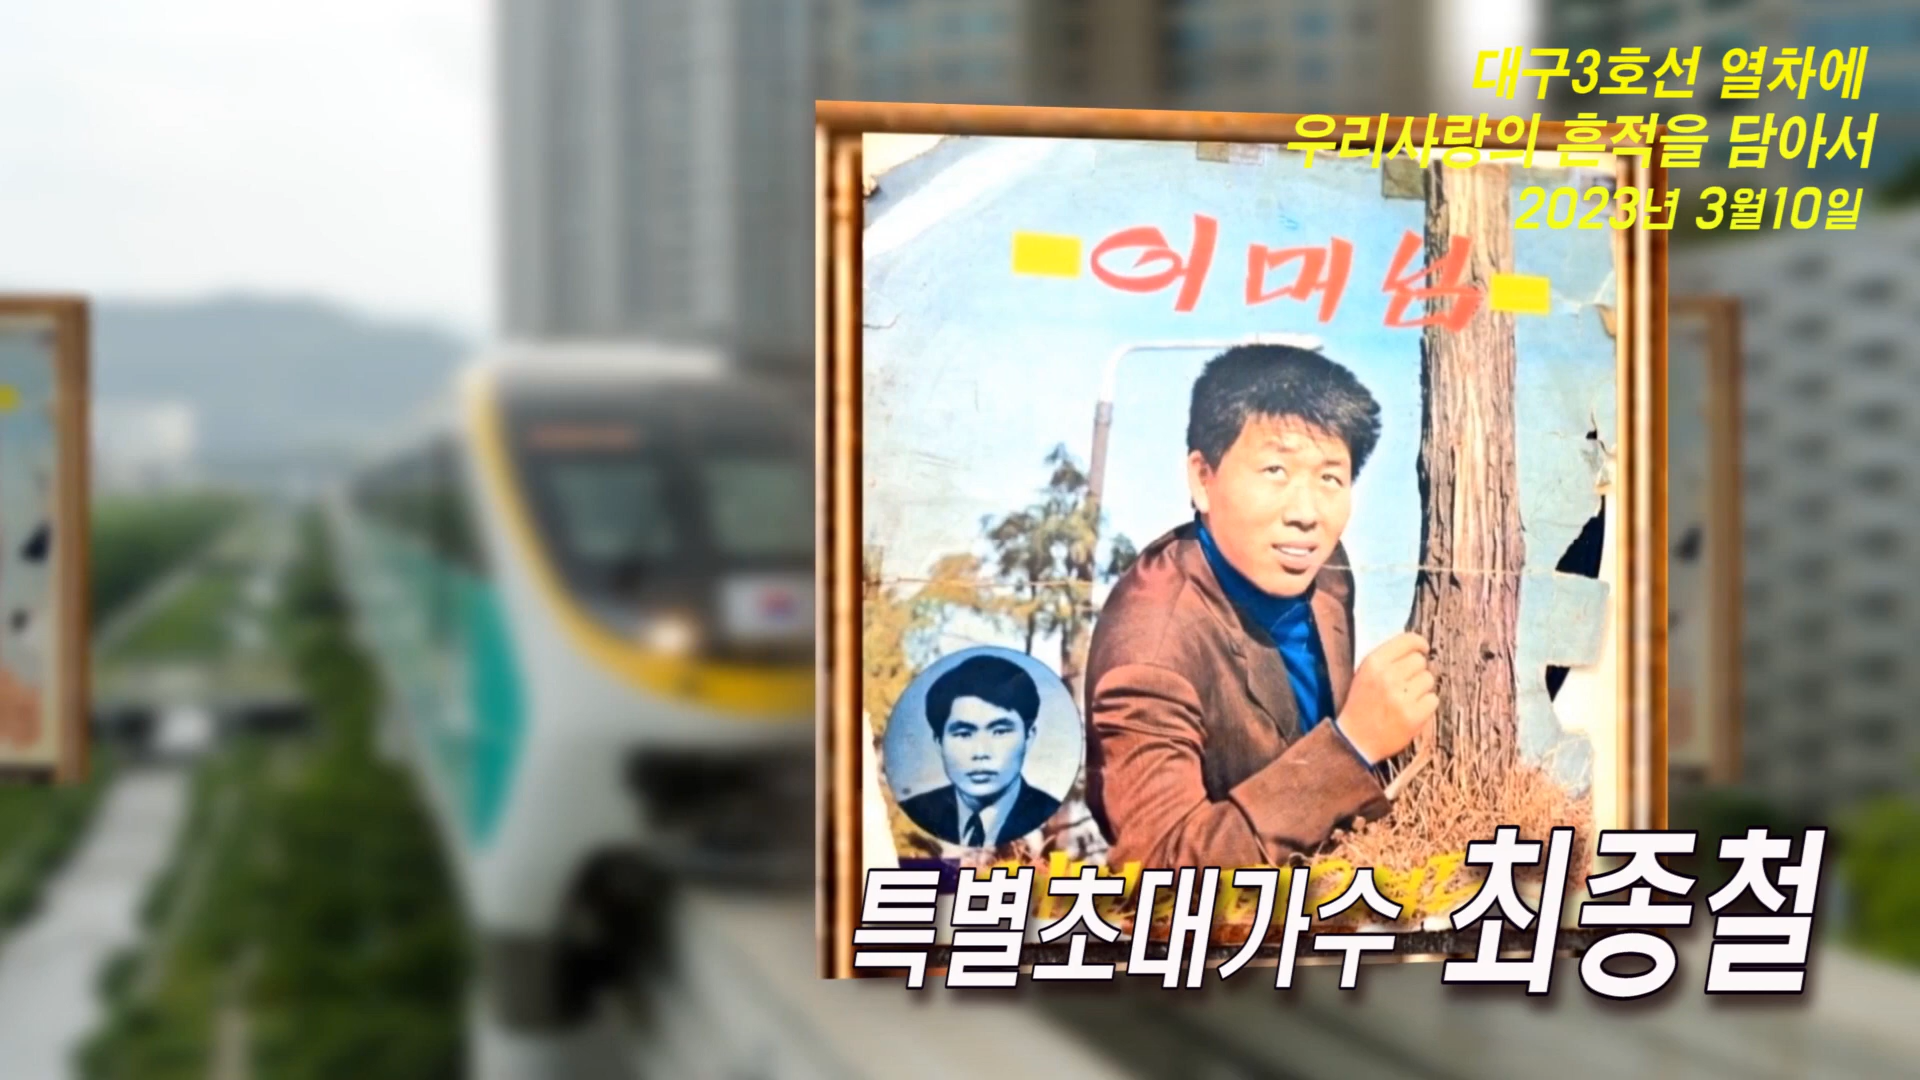 대구3호선 열차에
우리사랑의 흔적을 담아서
2023년 3월10일
어매님
특별초대가수 최종철